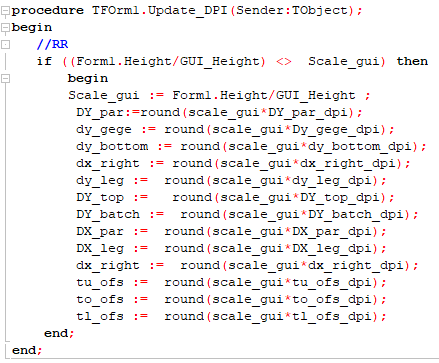 procedure TFOrm1.Update_DPI(Sender:TObject);
begin
//RR
if ((Form1.Height/GUI_Height) <> Scale_gui) then
begin
Scale_gui := Form1.Height/GUI_Height ;
DY_par:=round(scale_gui*DY_par_dpi);
dy_gege := round(scale_gui*Dy_gege_dpi);
dy_bottom := round(scale_gui*dy_bottom_dpi);
dx_right := round(scale_gui*dx_right_dpi);
dy_leg := round(scale_gui*dy_leg_dpi);
DY_top := round(scale_gui*DY_top_dpi);
DY_batch := round(scale_gui*DY_batch_dpi);
DX_par := round(scale_gui*DX_par_dpi);
DX_leg := round(scale_gui*DX_leg_dpi);
dx_right := round(scale_gui*dx_right_dpi);
tu_ofs := round(scale_gui*tu_ofs_dpi);
to_ofs := round(scale_gui*to_ofs_dpi);
tl_ofs := round(scale_gui*tl_ofs_dpi);
end;
end;